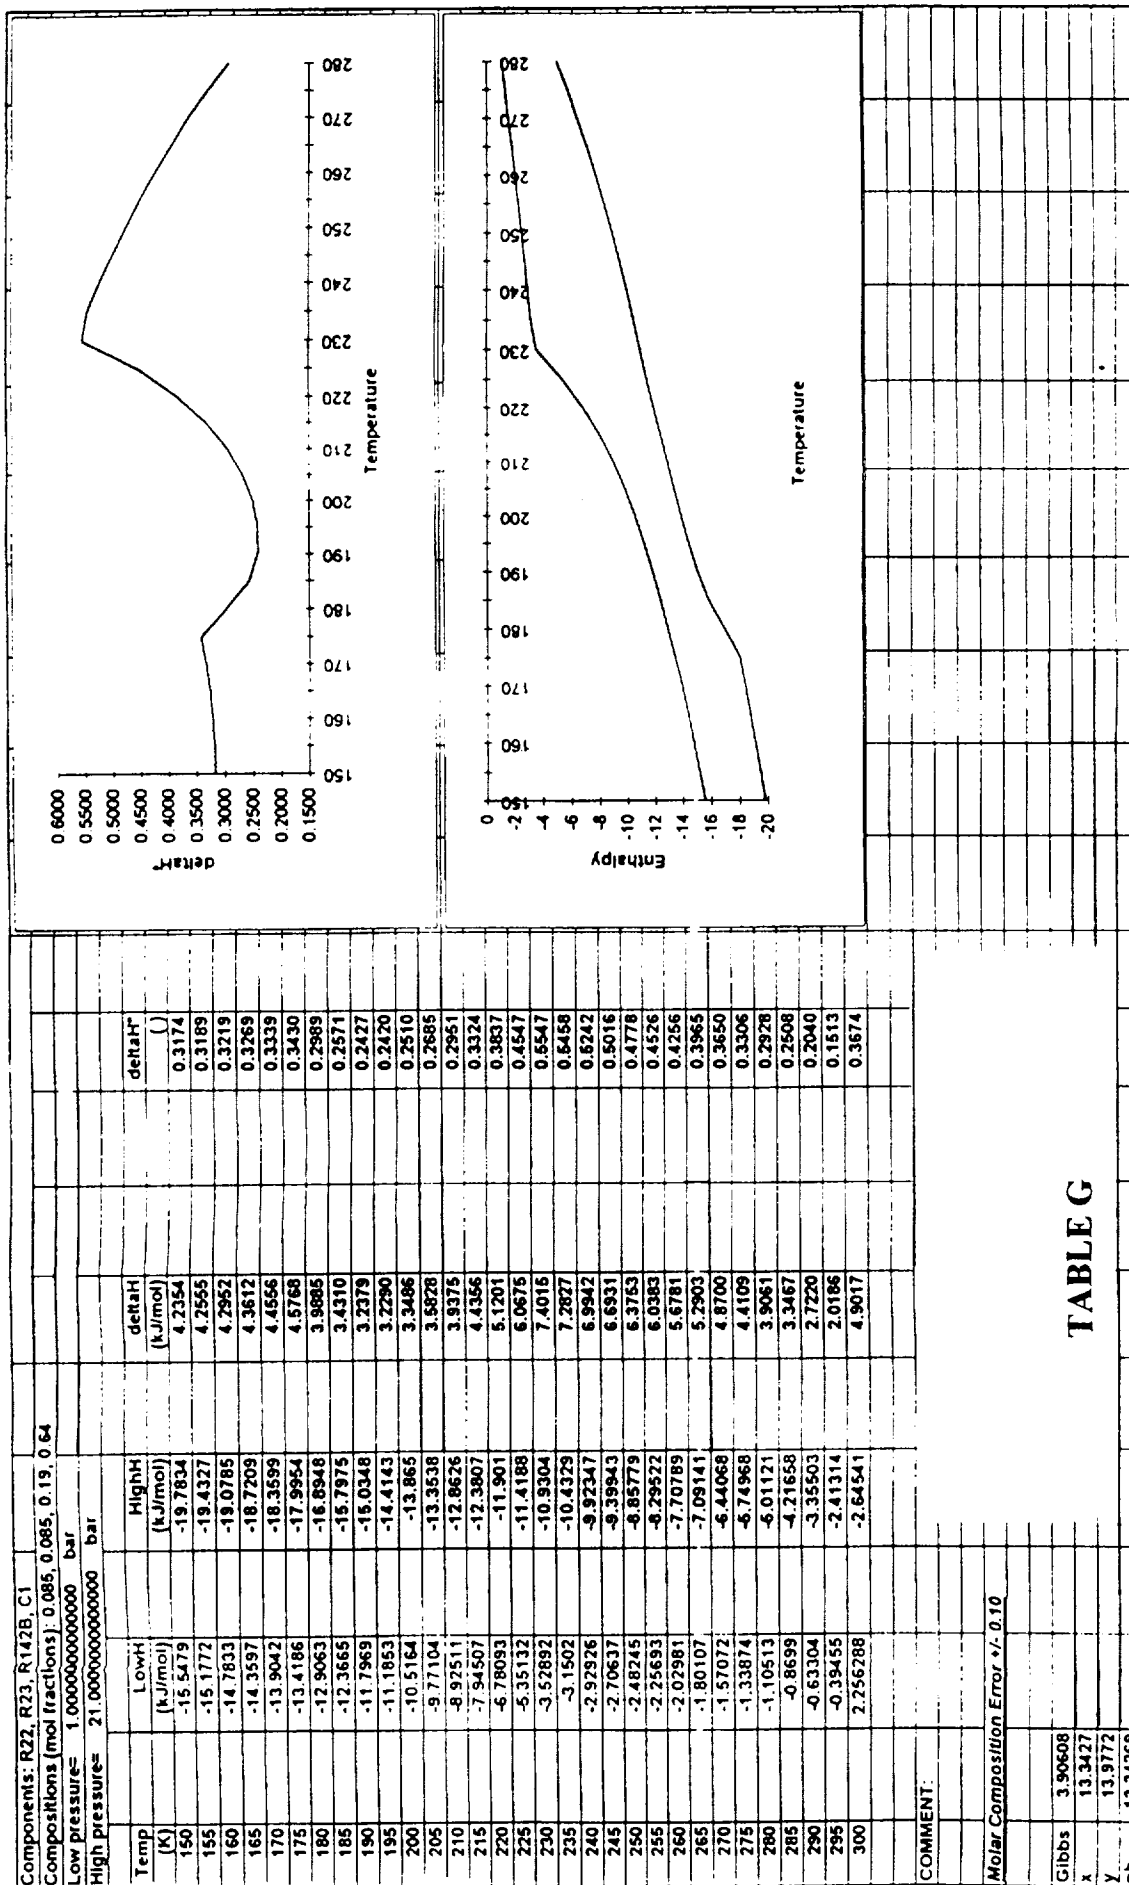 Components: R22, R23, R142B, C1
Compositions (mol fractions): 0.085, 0.085, 0.19, 0.64
Low pressure= 1.00000000000000 bar
High pressure= 21.0000000000000 bar
Temp LowH HighH deltaH deltaH*
(K) (kJ/mol) (kJ/mol) (kJ/mol) ( )
150 -15.5479 -19.7834 4.2354 0.3174
155 -15.1772 -19.4327 4.2555 0.3189
160 -14.7833 -19.0785 4.2952 0.3219
165 -14.3597 -18.7209 4.3612 0.3269
170 -13.9042 -18.3599 4.4556 0.3339
175 -13.4186 -17.9954 4.5768 0.3430
180 -12.9063 -16.8948 3.9885 0.2989
185 -12.3665 -15.7975 3.4310 0.2571
190 -11.7969 -15.0348 3.2379 0.2427
195 -11.1853 -14.4143 3.2290 0.2420
200 -10.5164 -13.865 3.3486 0.2510
205 -9.77104 -13.3538 3.5828 0.2685
210 -8.92511 -12.8626 3.9375 0.2951
215 -7.94507 -12.3807 4.4356 0.3324
220 -6.78093 -11.901 5.1201 0.3837
225 -5.35132 -11.4188 6.0675 0.4547
230 -3.52892 -10.9304 7.4015 0.5547
235 -3.1502 -10.4329 7.2827 0.5458
240 -2.92926 -9.92347 6.9942 0.5242
245 -2.70637 -9.39943 6.6931 0.5016
250 -2.48245 -8.85779 6.3753 0.4778
255 -2.25693 -8.29522 6.0383 0.4526
260 -2.02981 -7.70789 5.6781 0.4256
265 -1.80107 -7.09141 5.2903 0.3965
270 -1.57072 -6.44068 4.8700 0.3650
275 -1.33874 -5.74968 4.4109 0.3306
280 -1.10513 -5.01121 3.9061 0.2928
285 -0.8699 -4.21658 3.3467 0.2508
290 -0.63304 -3.35503 2.7220 0.2040
295 -0.39455 -2.41314 2.0186 0.1513
300 2.256288 -2.64541 4.9017 0.3674
COMMENT:
Molar Composition Error +/- 0.10
Gibbs 3.90608
x 13.3427
y 13.9772
TABLE G
deltaH*
0.6000
0.5500
0.5000
0.4500
0.4000
0.3500
0.3000
0.2500
0.2000
0.1500
150 160 170 180 190 200 210 220 230 240 250 260 270 280
Temperature
Enthalpy
0
-2
-4
-6
-8
-10
-12
-14
-16
-18
-20
150 160 170 180 190 200 210 220 230 240 250 260 270 280
Temperature